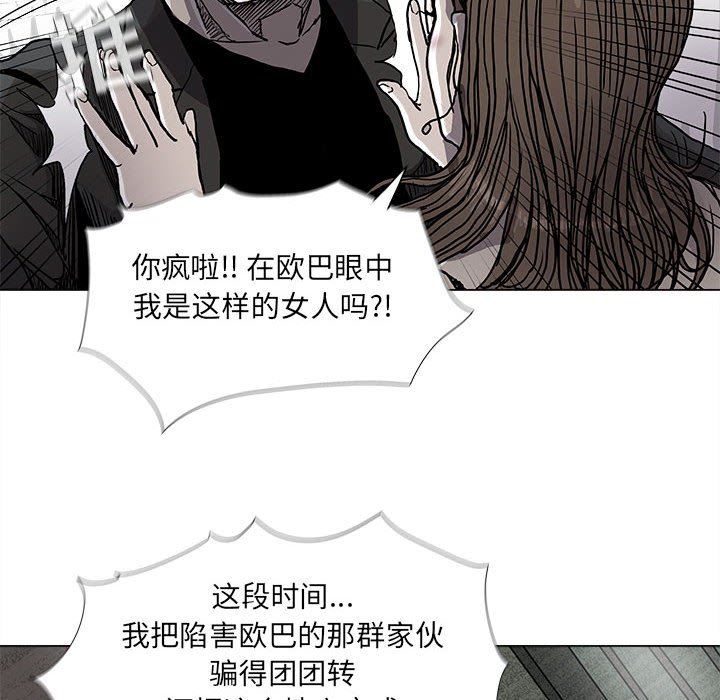 推
你疯啦!! 在欧巴眼中
我是这样的女人吗?!
这段时间...
我把陷害欧巴的那群家伙
骗得团团转